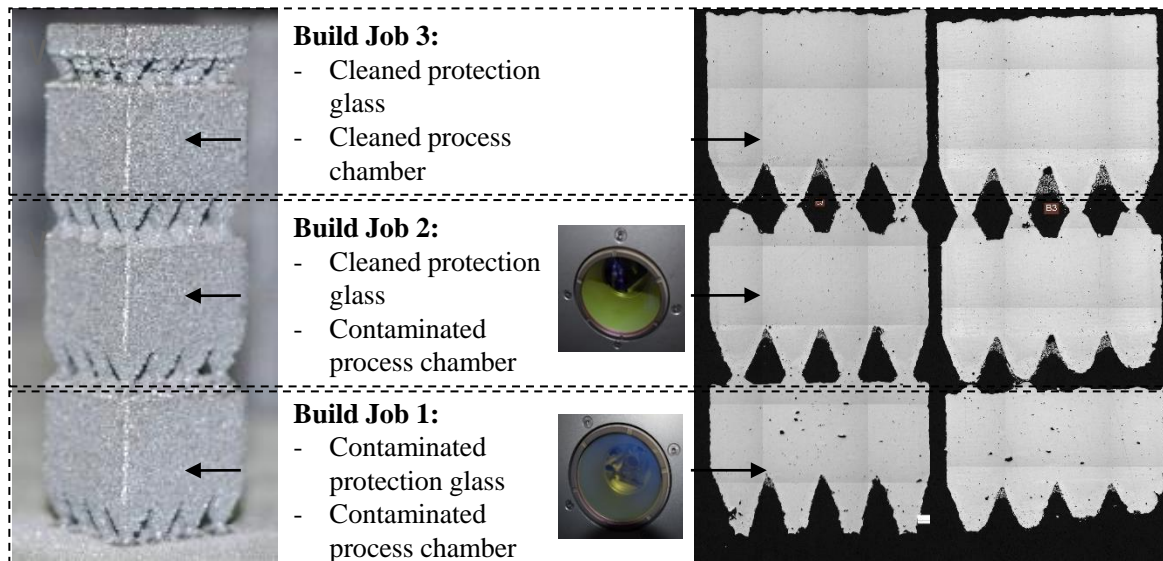 Build Job 3:
- Cleaned protection
glass
- Cleaned process
chamber
Build Job 2:
- Cleaned protection
glass
- Contaminated
process chamber
B3
Build Job 1:
- Contaminated
protection glass
- Contaminated
process chamber